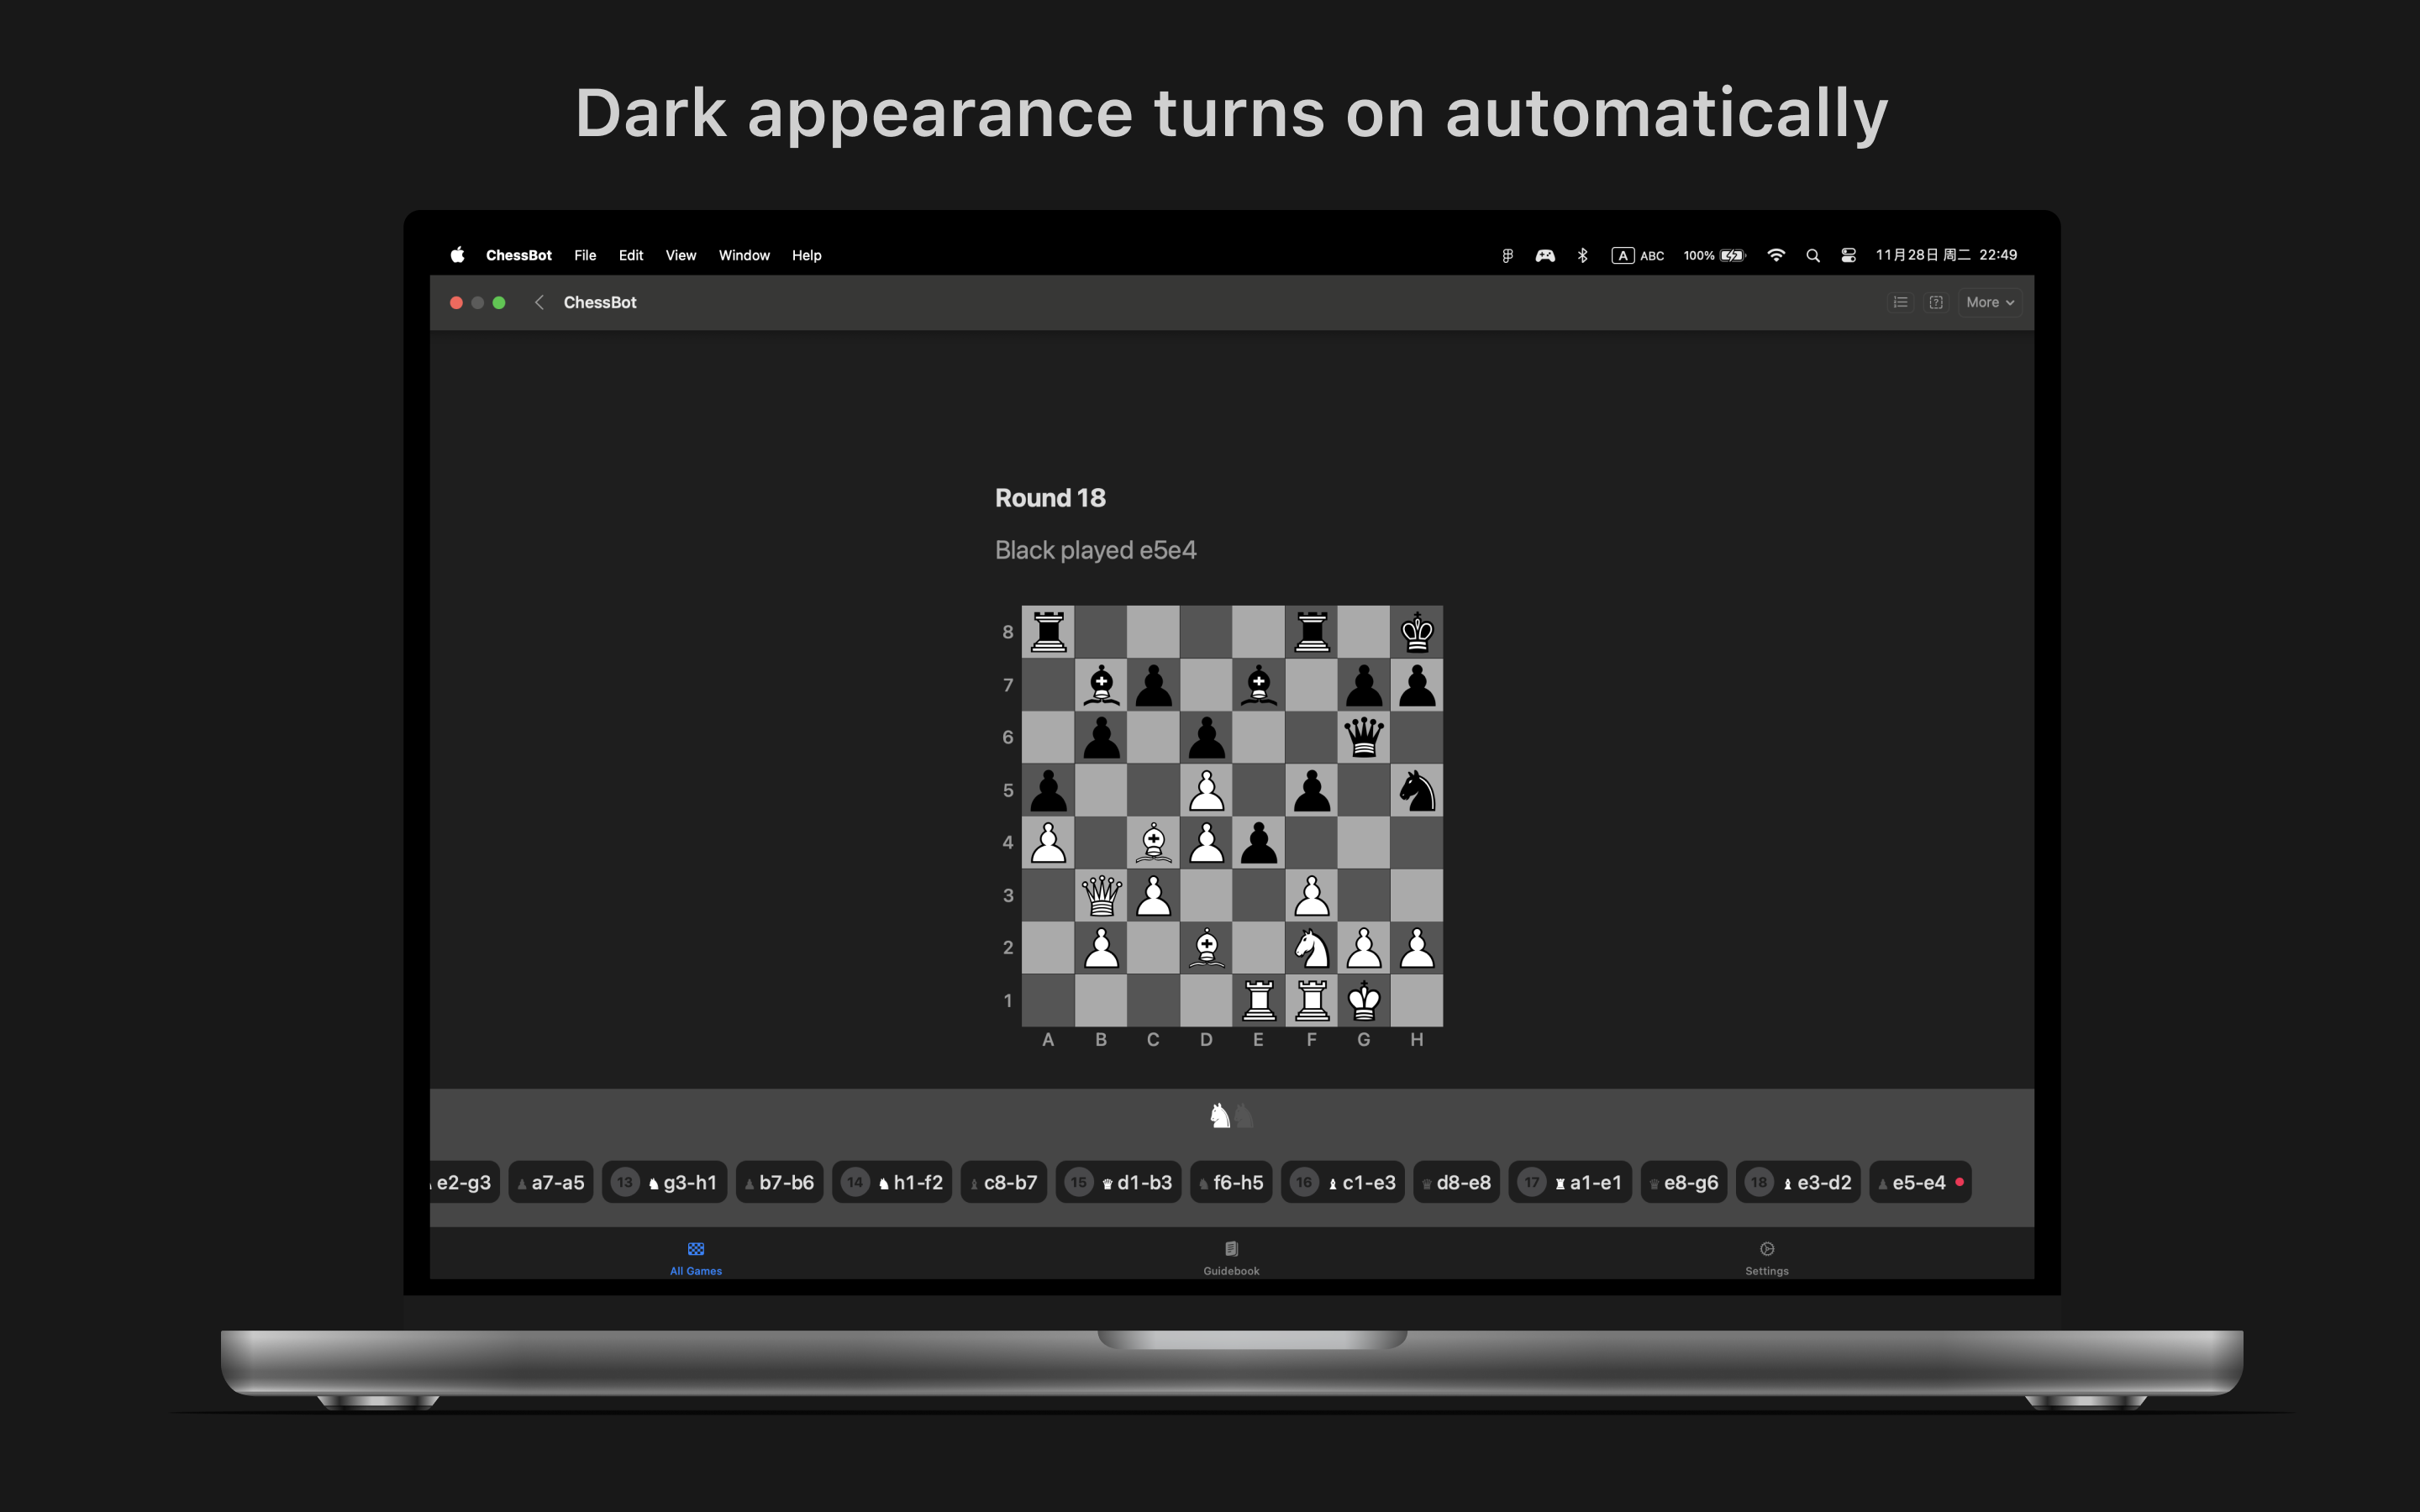 Dark appearance turns on automatically
ChessBot File Edit View Window Help A ABC 100% 11月28日 周二 22:49
ChessBot More
Round 18
Black played e5e4
8
7
6
5
4
3
2
1
A B C D E F G H
e2-g3 a7-a5 13 g3-h1 b7-b6 14 h1-f2 c8-b7 15 d1-b3 f6-h5 16 c1-e3 d8-e8 17 a1-e1 e8-g6 18 e3-d2 e5-e4
All Games Guidebook Settings